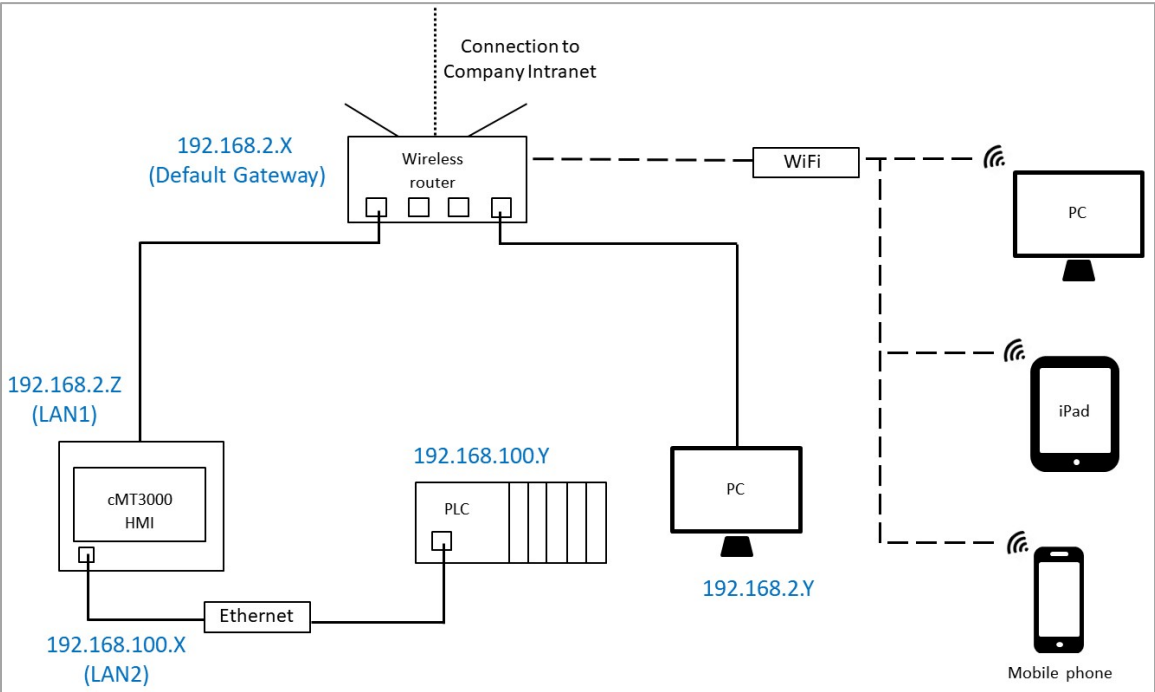 Connection to
Company Intranet
192.168.2.X
(Default Gateway)
Wireless
router
WiFi
PC
192.168.2.Z
(LAN1)
iPad
cMT3000
HMI
192.168.100.Y
PLC
PC
192.168.2.Y
Ethernet
192.168.100.X
(LAN2)
Mobile phone